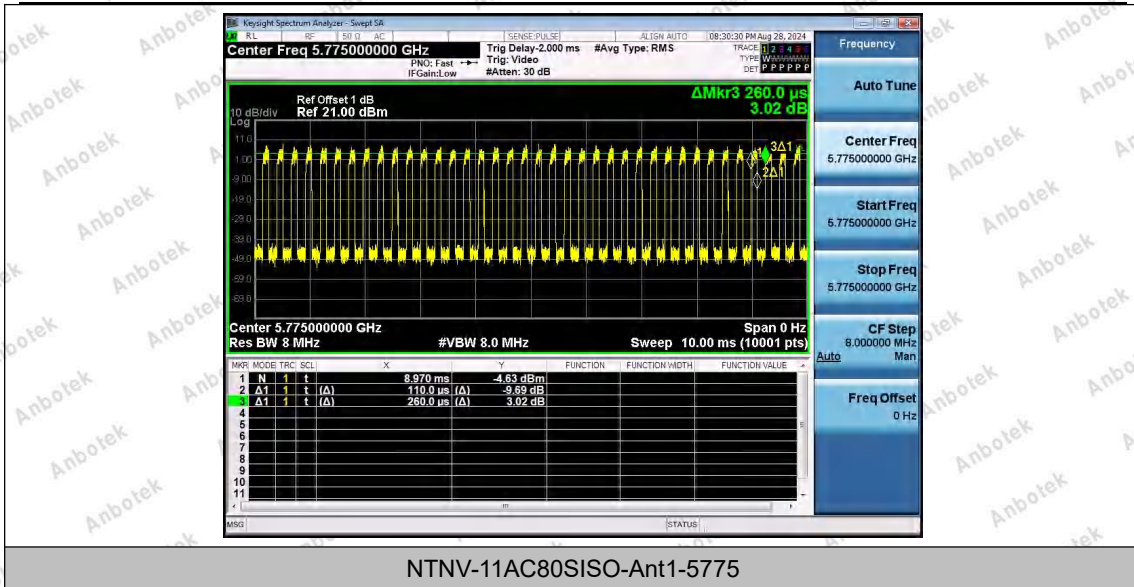 Keysight Spectrum Analyzer - Swept SA
RL RF 50 Ω AC SENSE:PULSE ALIGN AUTO 08:30:30 PM Aug 28, 2024
Center Freq 5.775000000 GHz Trig Delay-2.000 ms #Avg Type: RMS TRACE 1 2 3 4 5 6
PNO: Fast Trig: Video TYPE WWWWWW
IFGain:Low #Atten: 30 dB DET P P P P P P
Frequency
Auto Tune
Center Freq
5.775000000 GHz
Start Freq
5.775000000 GHz
Stop Freq
5.775000000 GHz
CF Step
8.000000 MHz
Auto Man
Freq Offset
0 Hz
ΔMkr3 260.0 µs
3.02 dB
Ref Offset 1 dB
10 dB/div Ref 21.00 dBm
Log
11.0
1.00
-9.00
-19.0
-29.0
-39.0
-49.0
-59.0
-69.0
1 3Δ1
2Δ1
Center 5.775000000 GHz Span 0 Hz
Res BW 8 MHz #VBW 8.0 MHz Sweep 10.00 ms (10001 pts)
MKR MODE TRC SCL X Y FUNCTION FUNCTION WIDTH FUNCTION VALUE
1 N 1 t 8.970 ms -4.63 dBm
2 Δ1 1 t (Δ) 110.0 µs (Δ) -9.69 dB
3 Δ1 1 t (Δ) 260.0 µs (Δ) 3.02 dB
4
5
6
7
8
9
10
11
MSG STATUS
NTNV-11AC80SISO-Ant1-5775
Anbotek